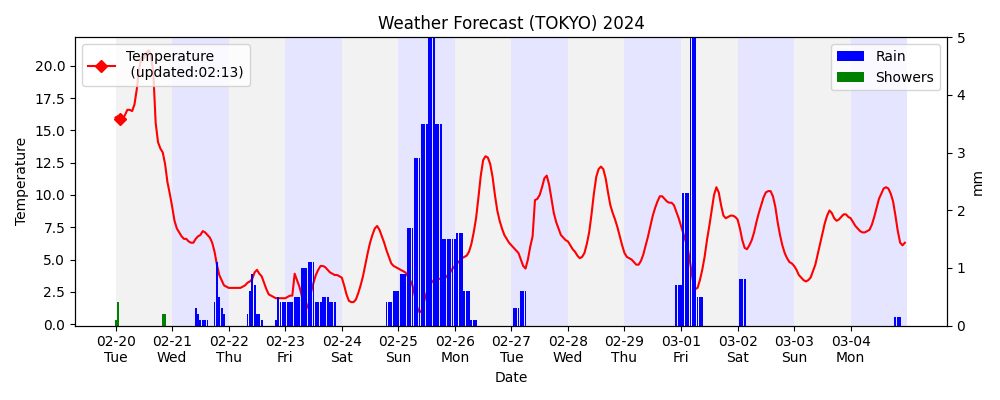 Weather Forecast (TOKYO) 2024
Temperature
(updated:02:13)
Rain
Showers
Temperature
20.0
17.5
15.0
12.5
10.0
7.5
5.0
2.5
0.0
5
4
3
2
1
0
mm
02-20 02-21 02-22 02-23 02-24 02-25 02-26 02-27 02-28 02-29 03-01 03-02 03-03 03-04
Tue Wed Thu Fri Sat Sun Mon Tue Wed Thu Fri Sat Sun Mon
Date